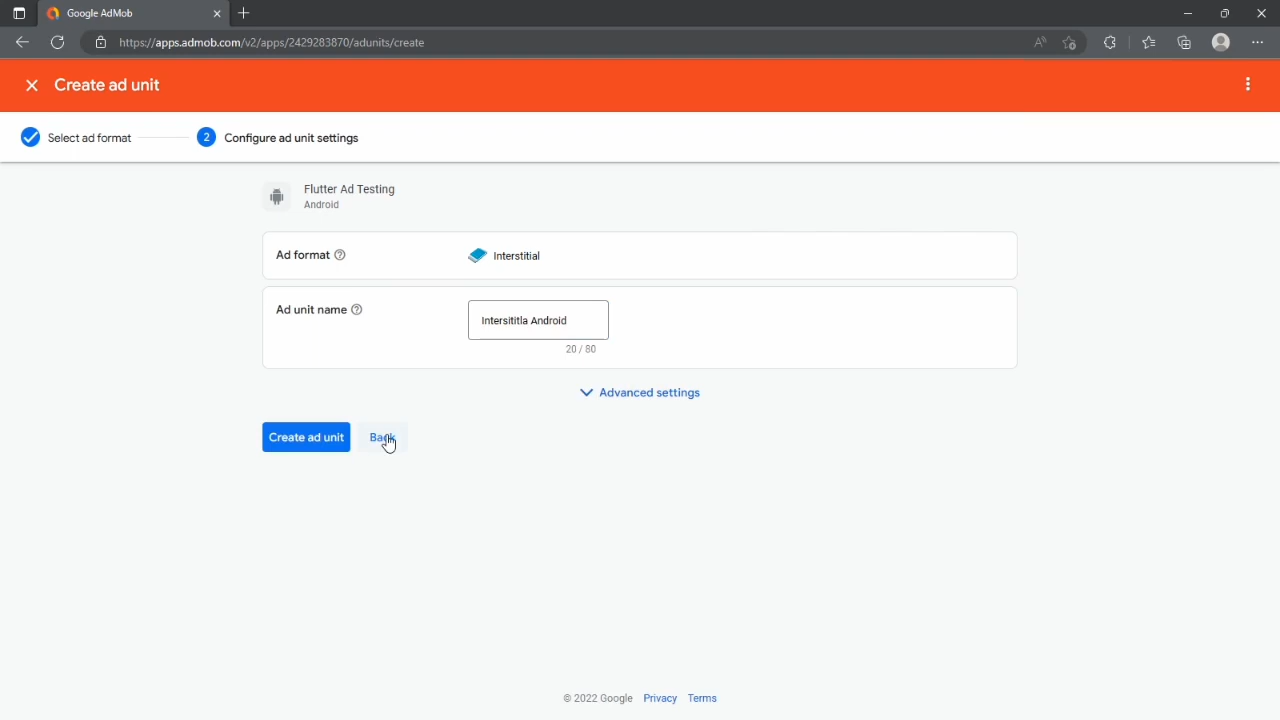 Google AdMob
https://apps.admob.com/v2/apps/2429283870/adunits/create
Create ad unit
Select ad format
2 Configure ad unit settings
Flutter Ad Testing
Android
Ad format
Interstitial
Ad unit name
Intersititla Android
20 / 80
Advanced settings
Create ad unit Back
© 2022 Google Privacy Terms